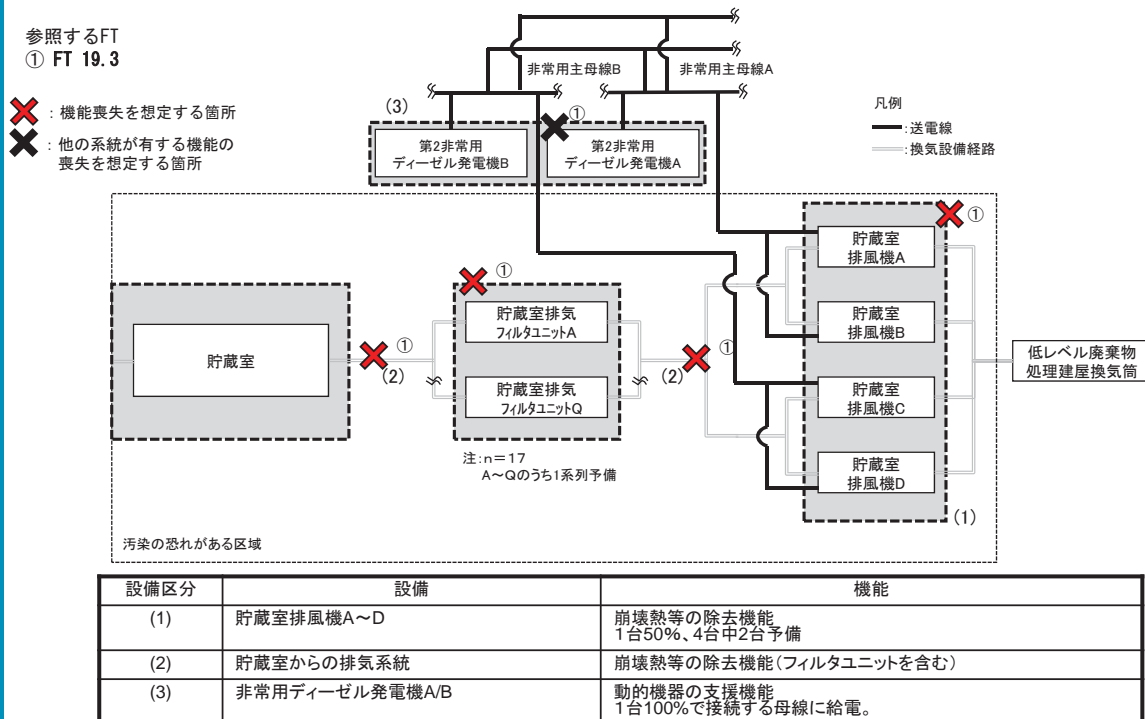 参照するFT
① FT 19.3
：機能喪失を想定する箇所
：他の系統が有する機能の
喪失を想定する箇所
非常用主母線B
非常用主母線A
(3)
①
第2非常用
ディーゼル発電機B
第2非常用
ディーゼル発電機A
凡例
：送電線
：換気設備経路
貯蔵室
①
(2)
①
貯蔵室排気
フィルタユニットA
貯蔵室排気
フィルタユニットQ
注：n＝17
A～Qのうち1系列予備
①
(2)
①
貯蔵室
排風機A
貯蔵室
排風機B
貯蔵室
排風機C
貯蔵室
排風機D
(1)
低レベル廃棄物
処理建屋換気筒
汚染の恐れがある区域
設備区分 設備 機能
(1) 貯蔵室排風機A～D 崩壊熱等の除去機能
1台50%、4台中2台予備
(2) 貯蔵室からの排気系統 崩壊熱等の除去機能（フィルタユニットを含む）
(3) 非常用ディーゼル発電機A/B 動的機器の支援機能
1台100%で接続する母線に給電。